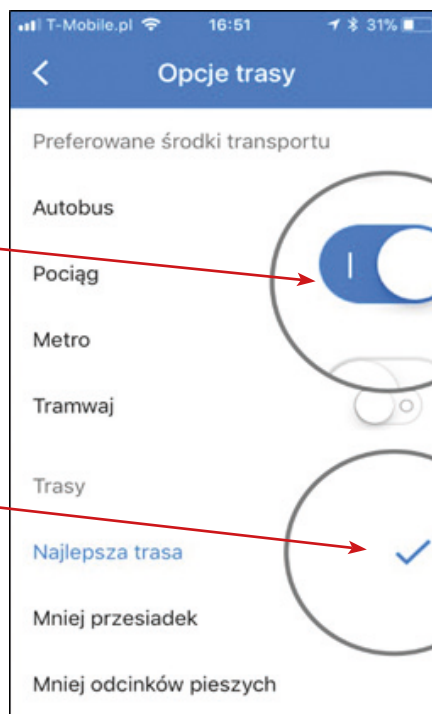 T-Mobile.pl 16:51 31%
Opcje trasy
Preferowane środki transportu
Autobus
Pociąg
Metro
Tramwaj
Trasy
Najlepsza trasa
Mniej przesiadek
Mniej odcinków pieszych